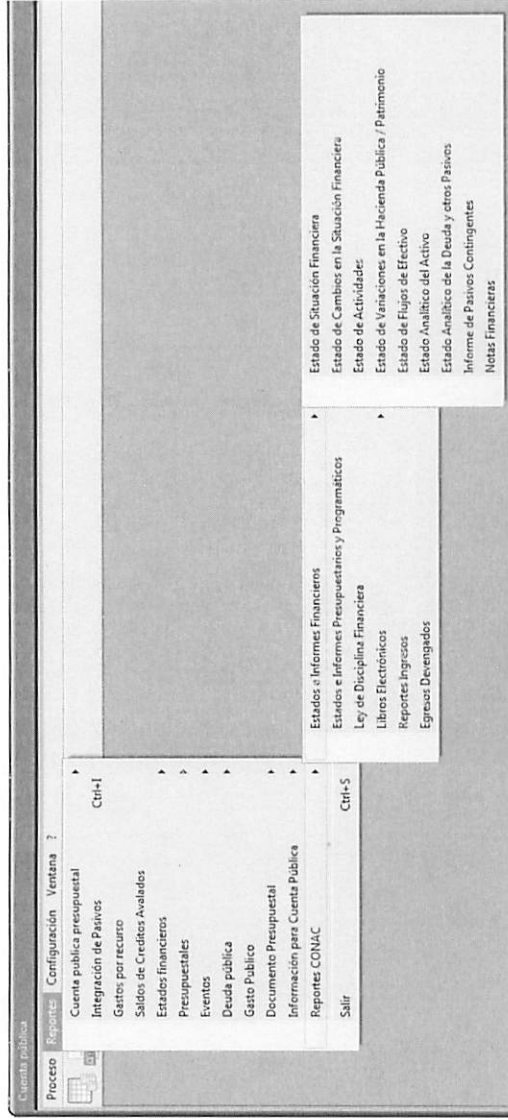 Cuenta pública
Proceso Reportes Configuración Ventana ?
Cuenta publica presupuestal
Integración de Pasivos Ctrl+I
Gastos por recurso
Saldos de Creditos Avalados
Estados financieros
Presupuestales
Eventos
Deuda pública
Gasto Publico
Documento Presupuestal
Información para Cuenta Pública
Reportes CONAC
Salir Ctrl+S
Estados e Informes Financieros
Estados e Informes Presupuestarios y Programáticos
Ley de Disciplina Financiera
Libros Electrónicos
Reportes Ingresos
Egresos Devengados
Estado de Situación Financiera
Estado de Cambios en la Situación Financiera
Estado de Actividades
Estado de Variaciones en la Hacienda Pública / Patrimonio
Estado de Flujos de Efectivo
Estado Analítico del Activo
Estado Analítico de la Deuda y otros Pasivos
Informe de Pasivos Contingentes
Notas Financieras